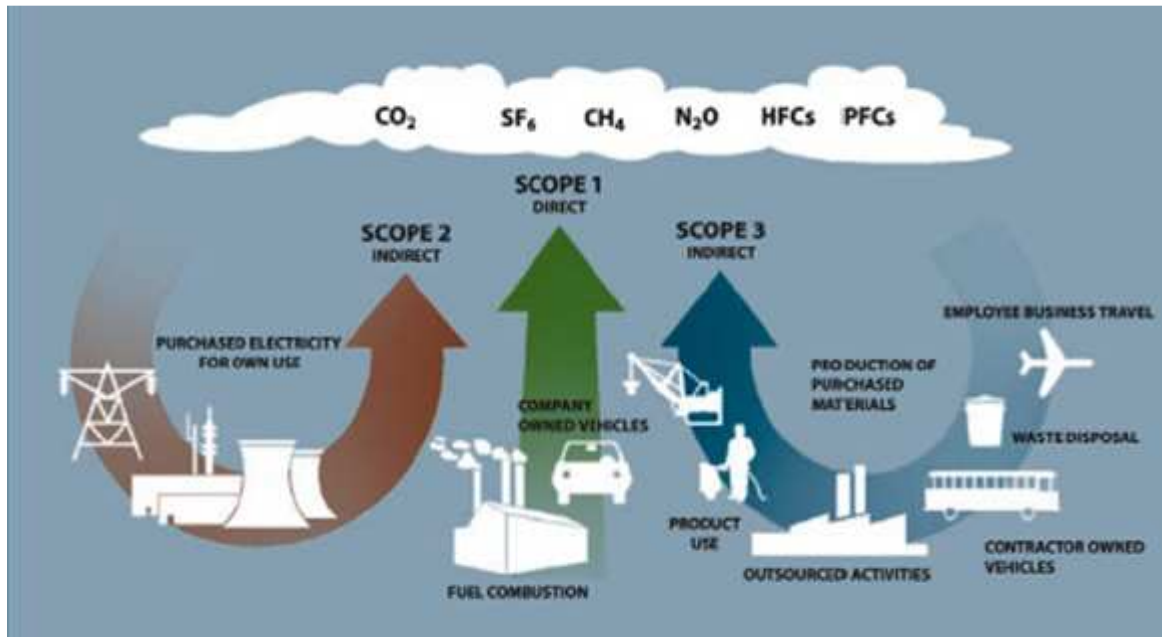 CO₂ SF₆ CH₄ N₂O HFCs PFCs
SCOPE 1
DIRECT
SCOPE 2
INDIRECT
SCOPE 3
INDIRECT
PURCHASED ELECTRICITY
FOR OWN USE
COMPANY
OWNED VEHICLES
FUEL COMBUSTION
EMPLOYEE BUSINESS TRAVEL
PRODUCTION OF
PURCHASED
MATERIALS
WASTE DISPOSAL
PRODUCT
USE
OUTSOURCED ACTIVITIES
CONTRACTOR OWNED
VEHICLES